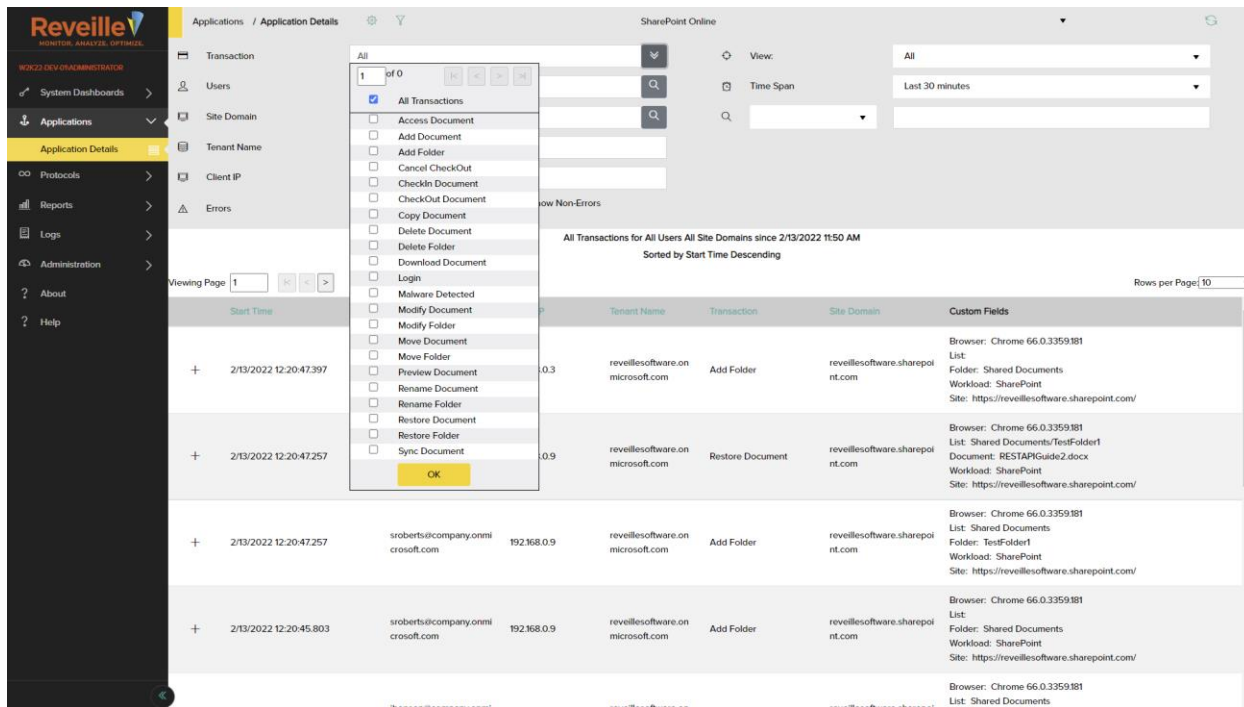 Reveille
MONITOR. ANALYZE. OPTIMIZE.
W2K22-DEV-01\ADMINISTRATOR
System Dashboards
Applications
Application Details
Protocols
Reports
Logs
Administration
? About
? Help
Applications / Application Details
SharePoint Online
Transaction
All
View:
All
Users
Time Span
Last 30 minutes
Site Domain
Tenant Name
Client IP
Errors
ow Non-Errors
1 of 0
|< < > >|
All Transactions
Access Document
Add Document
Add Folder
Cancel CheckOut
CheckIn Document
CheckOut Document
Copy Document
Delete Document
Delete Folder
Download Document
Login
Malware Detected
Modify Document
Modify Folder
Move Document
Move Folder
Preview Document
Rename Document
Rename Folder
Restore Document
Restore Folder
Sync Document
OK
All Transactions for All Users All Site Domains since 2/13/2022 11:50 AM
Sorted by Start Time Descending
Viewing Page 1 |< < >
Rows per Page: 10
Start Time
P
Tenant Name
Transaction
Site Domain
Custom Fields
+
2/13/2022 12:20:47.397
.0.3
reveillesoftware.on
microsoft.com
Add Folder
reveillesoftware.sharepoi
nt.com
Browser: Chrome 66.0.3359.181
List:
Folder: Shared Documents
Workload: SharePoint
Site: https://reveillesoftware.sharepoint.com/
+
2/13/2022 12:20:47.257
.0.9
reveillesoftware.on
microsoft.com
Restore Document
reveillesoftware.sharepoi
nt.com
Browser: Chrome 66.0.3359.181
List: Shared Documents/TestFolder1
Document: RESTAPIGuide2.docx
Workload: SharePoint
Site: https://reveillesoftware.sharepoint.com/
+
2/13/2022 12:20:47.257
sroberts@company.onmi
crosoft.com
192.168.0.9
reveillesoftware.on
microsoft.com
Add Folder
reveillesoftware.sharepoi
nt.com
Browser: Chrome 66.0.3359.181
List: Shared Documents
Folder: TestFolder1
Workload: SharePoint
Site: https://reveillesoftware.sharepoint.com/
+
2/13/2022 12:20:45.803
sroberts@company.onmi
crosoft.com
192.168.0.9
reveillesoftware.on
microsoft.com
Add Folder
reveillesoftware.sharepoi
nt.com
Browser: Chrome 66.0.3359.181
List:
Folder: Shared Documents
Workload: SharePoint
Site: https://reveillesoftware.sharepoint.com/
Browser: Chrome 66.0.3359.181
List: Shared Documents